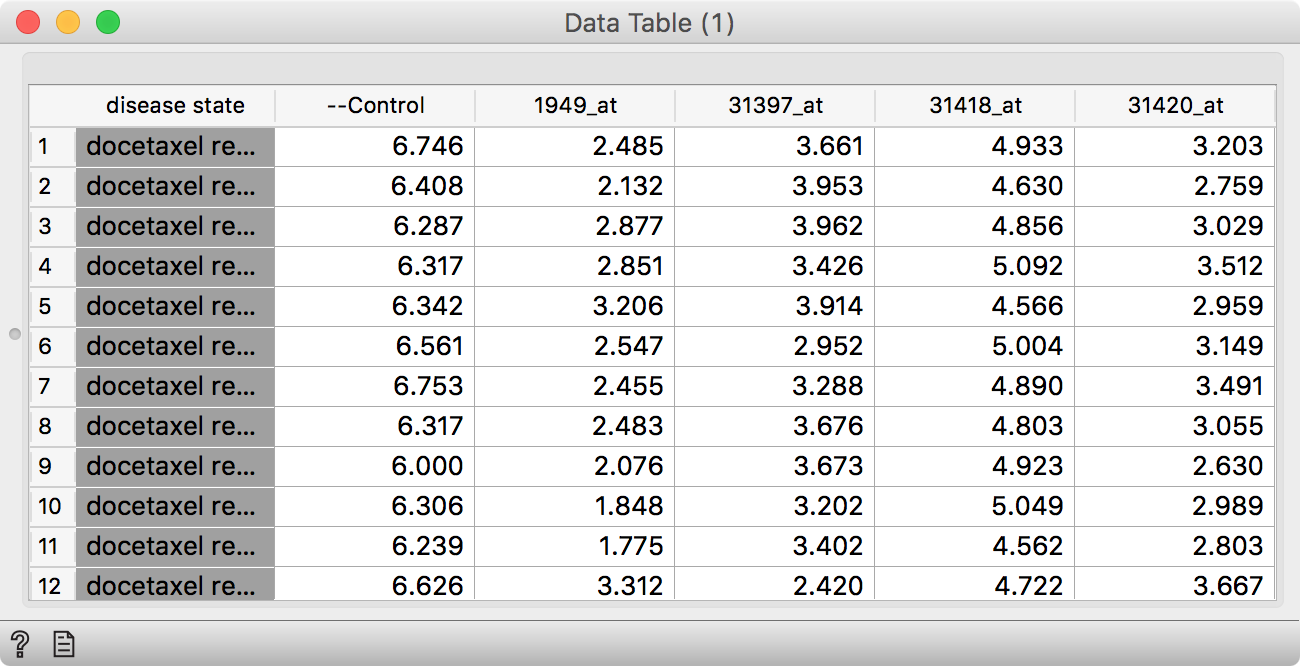 Data Table (1)
disease state --Control 1949_at 31397_at 31418_at 31420_at
1 docetaxel re... 6.746 2.485 3.661 4.933 3.203
2 docetaxel re... 6.408 2.132 3.953 4.630 2.759
3 docetaxel re... 6.287 2.877 3.962 4.856 3.029
4 docetaxel re... 6.317 2.851 3.426 5.092 3.512
5 docetaxel re... 6.342 3.206 3.914 4.566 2.959
6 docetaxel re... 6.561 2.547 2.952 5.004 3.149
7 docetaxel re... 6.753 2.455 3.288 4.890 3.491
8 docetaxel re... 6.317 2.483 3.676 4.803 3.055
9 docetaxel re... 6.000 2.076 3.673 4.923 2.630
10 docetaxel re... 6.306 1.848 3.202 5.049 2.989
11 docetaxel re... 6.239 1.775 3.402 4.562 2.803
12 docetaxel re... 6.626 3.312 2.420 4.722 3.667
?